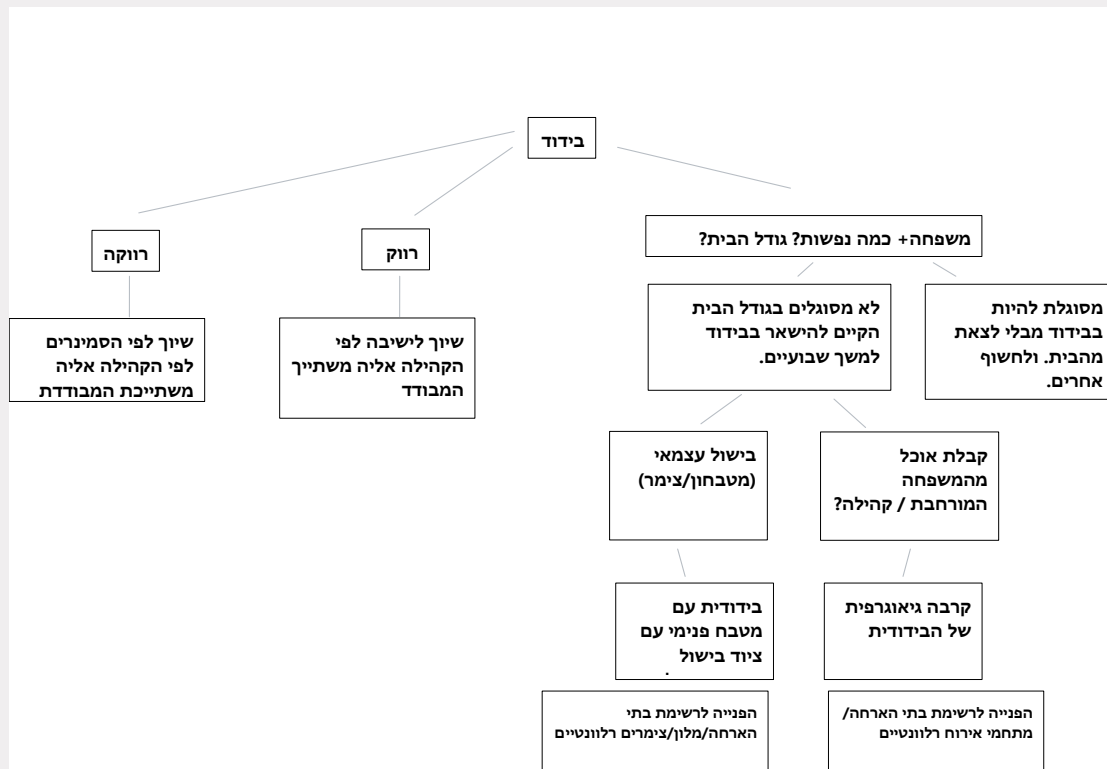 בידוד
משפחה+ כמה נפשות? גודל הבית?
רווק
רווקה
מסוגלת להיות
בבידוד מבלי לצאת
מהבית. ולחשוף
אחרים.
לא מסוגלים בגודל הבית
הקיים להישאר בבידוד
למשך שבועיים.
שיוך לישיבה לפי
הקהילה אליה משתייך
המבודד
שיוך לפי הסמינרים
לפי הקהילה אליה
משתייכת המבודדת
קבלת אוכל
מהמשפחה
המורחבת / קהילה?
בישול עצמאי
(מטבחון/צימר)
קרבה גיאוגרפית
של הבידודית
בידודית עם
מטבח פנימי עם
ציוד בישול
.
הפנייה לרשימת בתי הארחה/
מתחמי אירוח רלוונטיים
הפנייה לרשימת בתי
הארחה/מלון/צימרים רלוונטיים